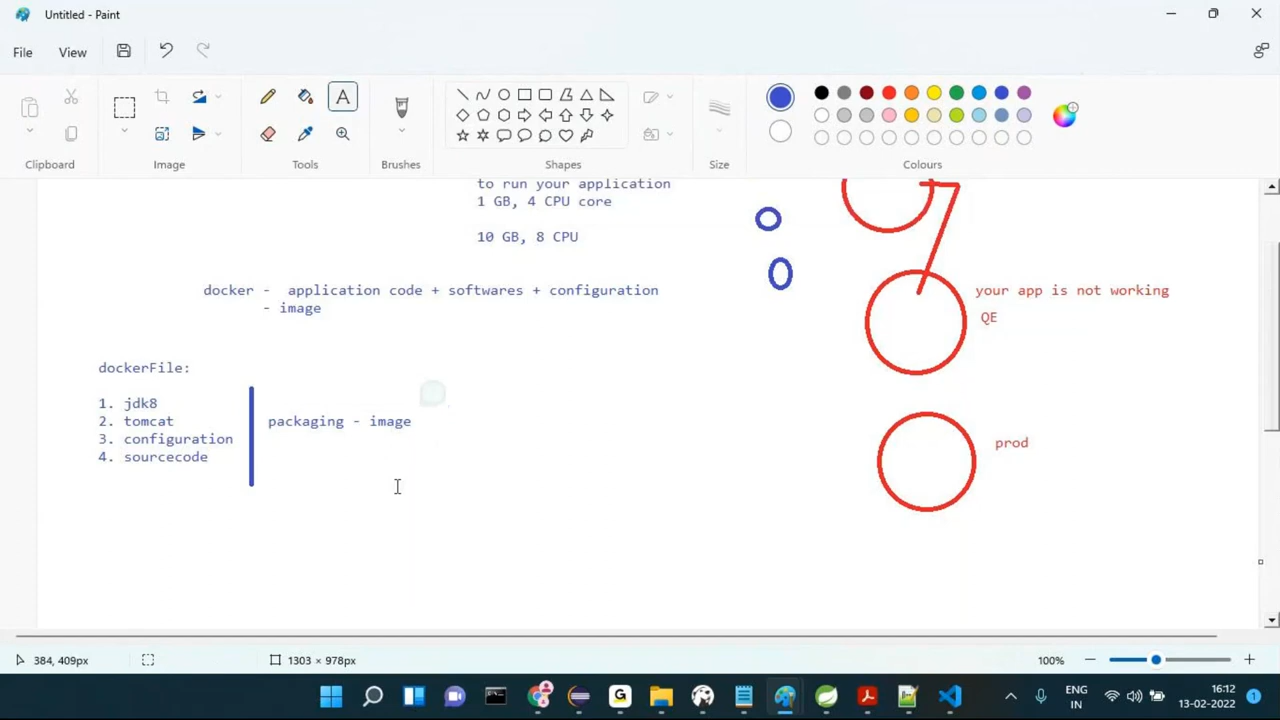 Untitled - Paint
File
View
Clipboard
Image
Tools
Brushes
Shapes
Size
Colours
A
to run your application
1 GB, 4 CPU core
10 GB, 8 CPU
docker -  application code + softwares + configuration
- image
your app is not working
QE
dockerFile:
1. jdk8
2. tomcat
3. configuration
4. sourcecode
packaging - image
prod
384, 409px
1303 × 978px
100%
ENG
IN
16:12
13-02-2022
1